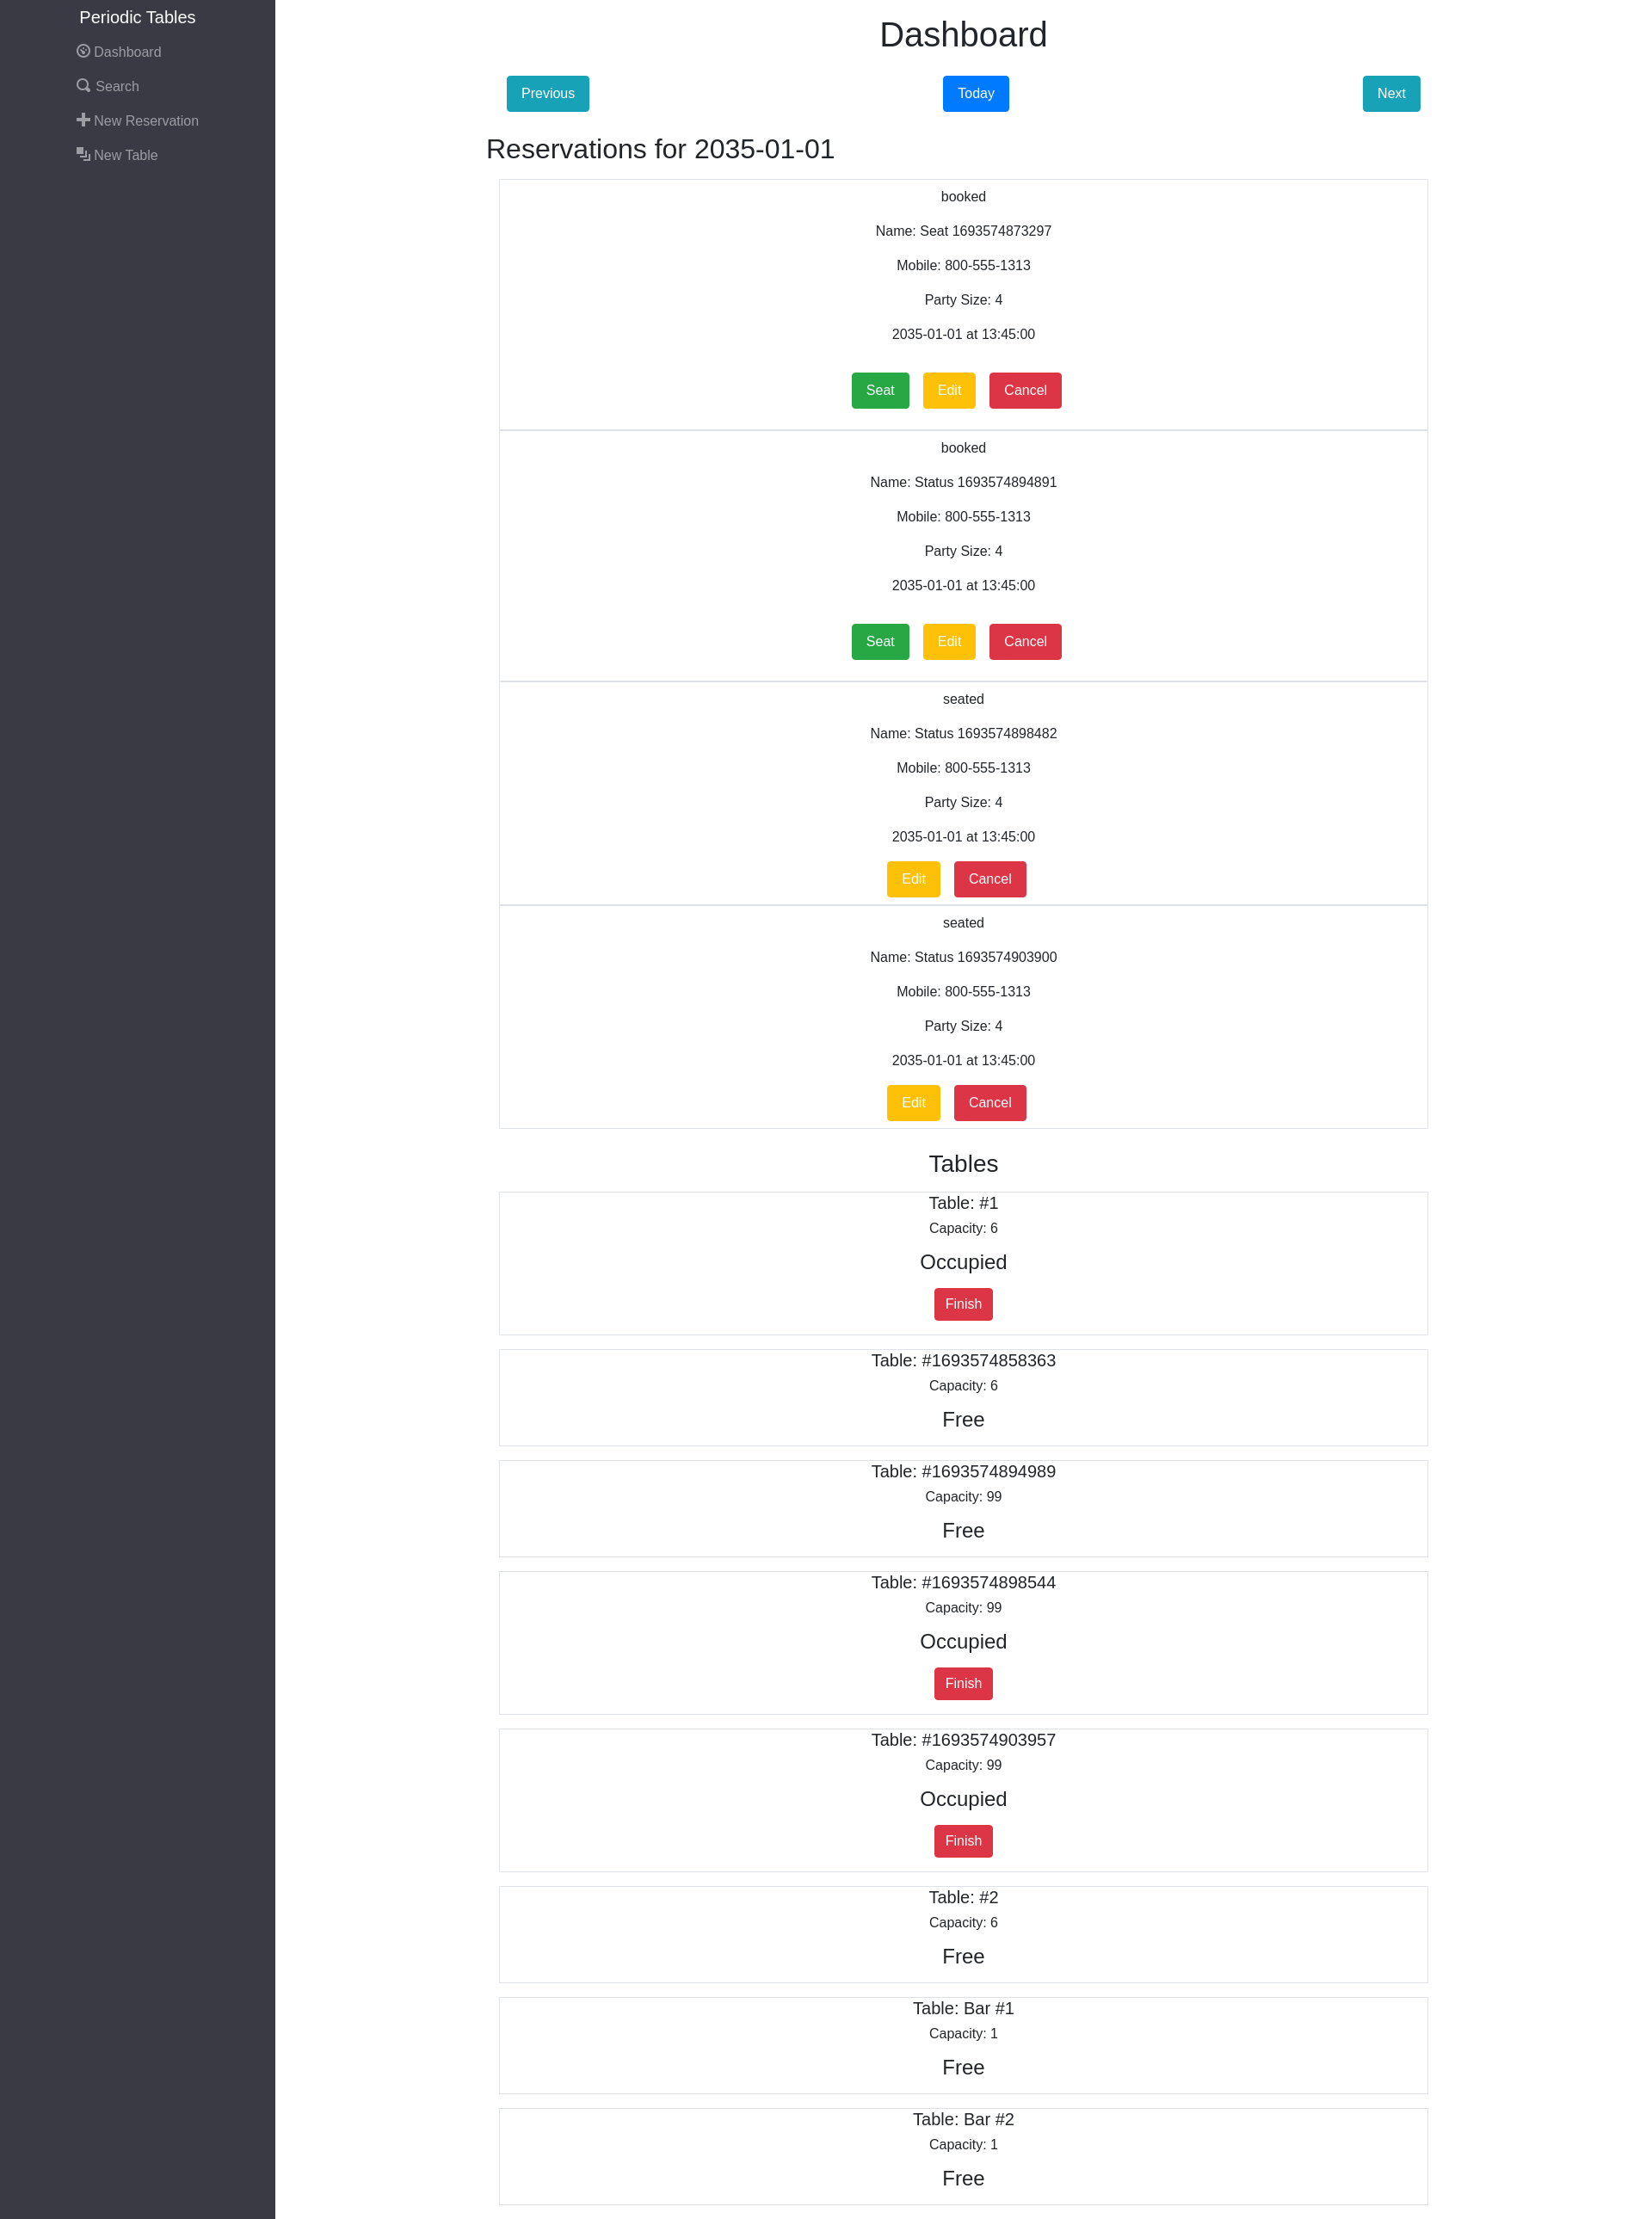 Periodic Tables
Dashboard
Search
New Reservation
New Table
Dashboard
Previous Today Next
Reservations for 2035-01-01
booked
Name: Seat 1693574873297
Mobile: 800-555-1313
Party Size: 4
2035-01-01 at 13:45:00
Seat Edit Cancel
booked
Name: Status 1693574894891
Mobile: 800-555-1313
Party Size: 4
2035-01-01 at 13:45:00
Seat Edit Cancel
seated
Name: Status 1693574898482
Mobile: 800-555-1313
Party Size: 4
2035-01-01 at 13:45:00
Edit Cancel
seated
Name: Status 1693574903900
Mobile: 800-555-1313
Party Size: 4
2035-01-01 at 13:45:00
Edit Cancel
Tables
Table: #1
Capacity: 6
Occupied
Finish
Table: #1693574858363
Capacity: 6
Free
Table: #1693574894989
Capacity: 99
Free
Table: #1693574898544
Capacity: 99
Occupied
Finish
Table: #1693574903957
Capacity: 99
Occupied
Finish
Table: #2
Capacity: 6
Free
Table: Bar #1
Capacity: 1
Free
Table: Bar #2
Capacity: 1
Free